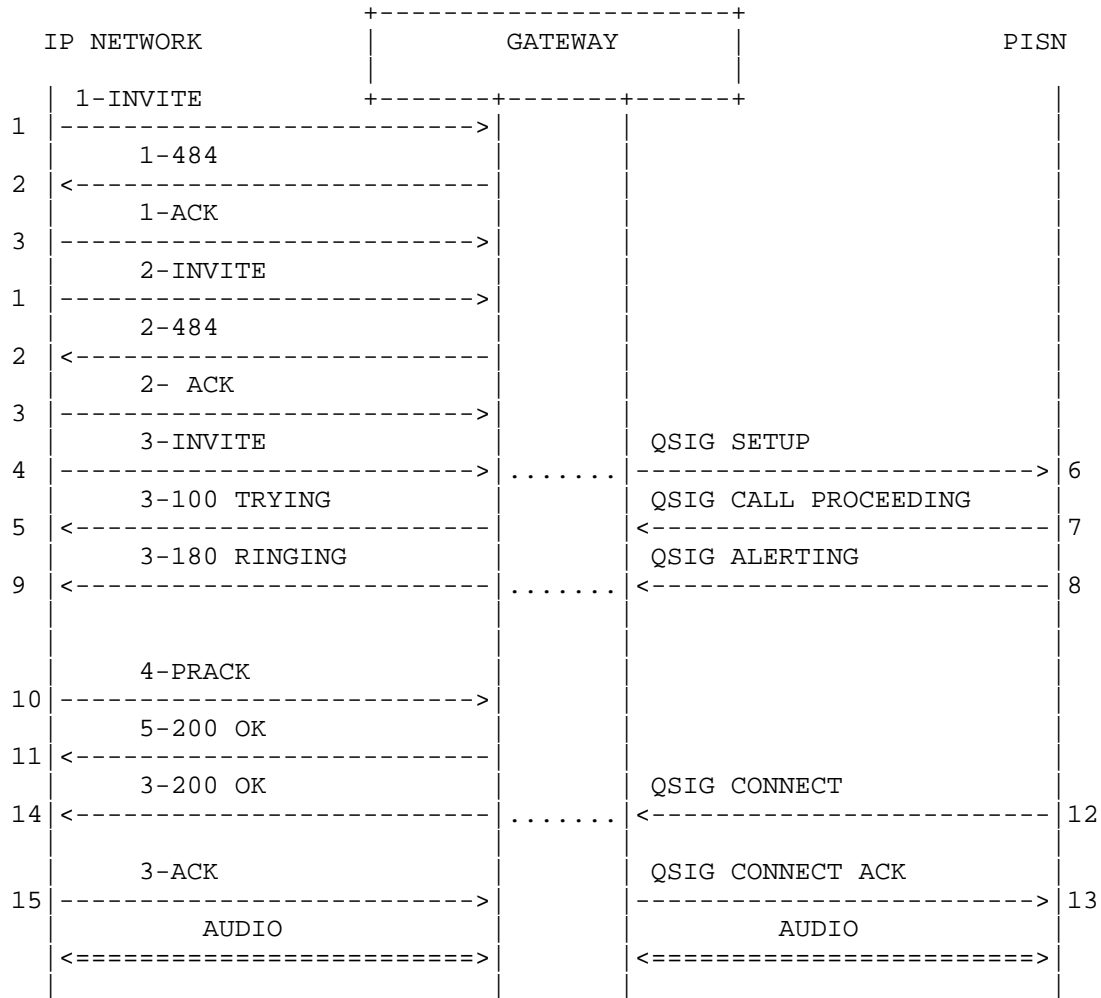 IP NETWORK GATEWAY PISN
1-INVITE
1
1-484
2
1-ACK
3
2-INVITE
1
2-484
2
2- ACK
3
3-INVITE QSIG SETUP
4 ....... 6
3-100 TRYING QSIG CALL PROCEEDING
5 7
3-180 RINGING QSIG ALERTING
9 ....... 8
4-PRACK
10
5-200 OK
11
3-200 OK QSIG CONNECT
14 ....... 12
3-ACK QSIG CONNECT ACK
15 13
AUDIO AUDIO